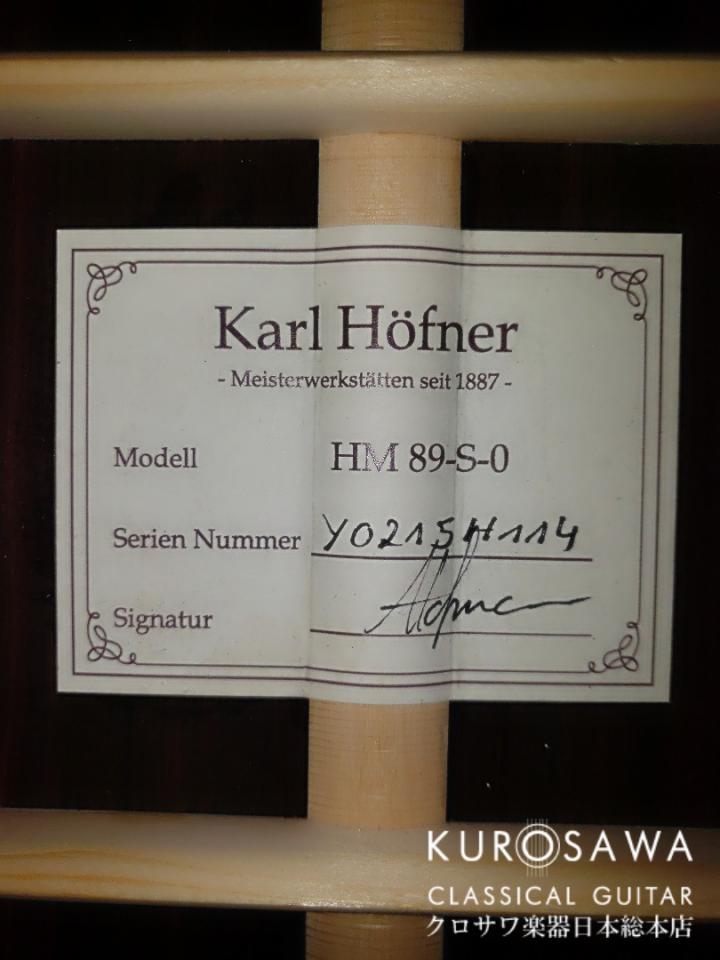 Karl Höfner
- Meisterwerkstätten seit 1887 -
Modell HM 89-S-0
Serien Nummer Y0215H114
Signatur
KUROSAWA
CLASSICAL GUITAR
クロサワ楽器日本総本店